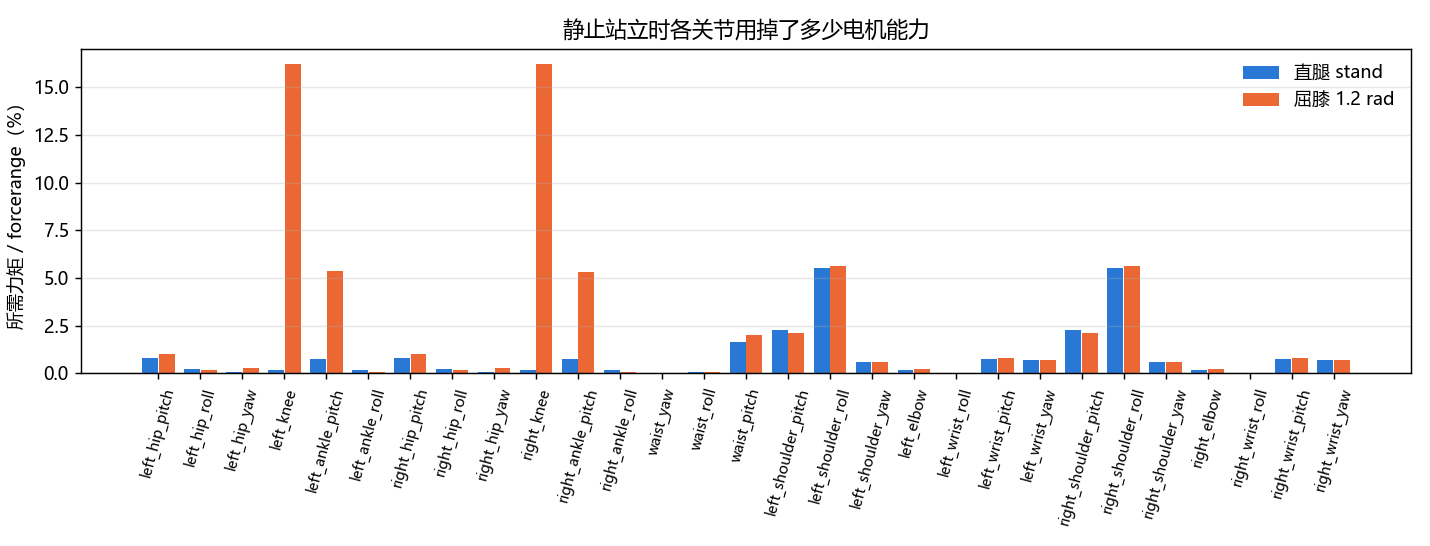 静止站立时各关节用掉了多少电机能力
直腿 stand
屈膝 1.2 rad
所需力矩 / forcerange（%）
15.0
12.5
10.0
7.5
5.0
2.5
0.0
left_hip_pitch
left_hip_roll
left_hip_yaw
left_knee
left_ankle_pitch
left_ankle_roll
right_hip_pitch
right_hip_roll
right_hip_yaw
right_knee
right_ankle_pitch
right_ankle_roll
waist_yaw
waist_roll
waist_pitch
left_shoulder_pitch
left_shoulder_roll
left_shoulder_yaw
left_elbow
left_wrist_roll
left_wrist_pitch
left_wrist_yaw
right_shoulder_pitch
right_shoulder_roll
right_shoulder_yaw
right_elbow
right_wrist_roll
right_wrist_pitch
right_wrist_yaw